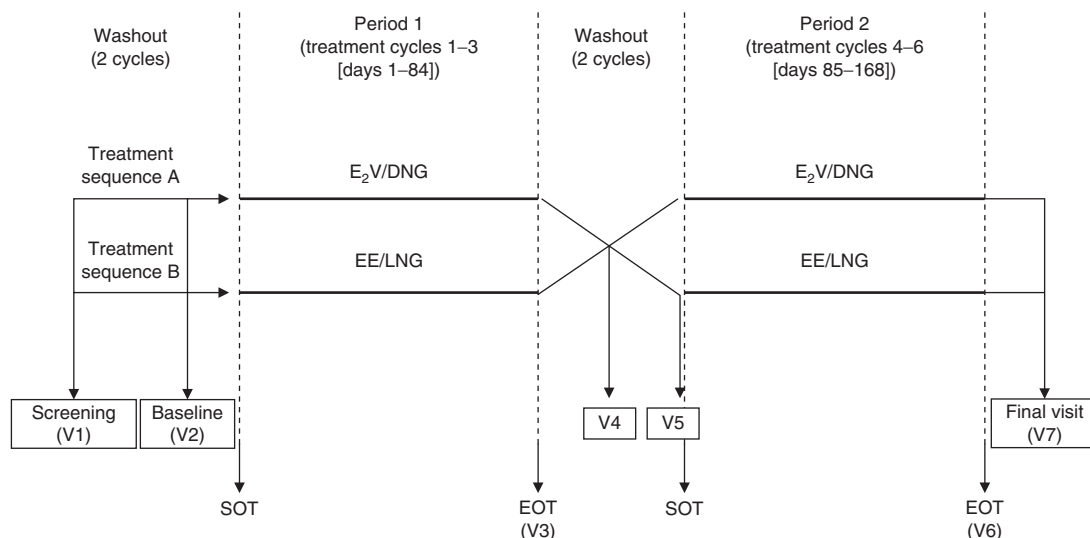 Washout
(2 cycles)
Period 1
(treatment cycles 1–3
[days 1–84])
Washout
(2 cycles)
Period 2
(treatment cycles 4–6
[days 85–168])
Treatment
sequence A
E₂V/DNG
E₂V/DNG
Treatment
sequence B
EE/LNG
EE/LNG
Screening
(V1)
Baseline
(V2)
V4
V5
Final visit
(V7)
SOT
EOT
(V3)
SOT
EOT
(V6)